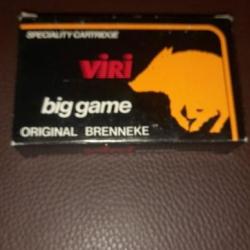 SPECIALITY CARTRIDGE
VIRI
big game
ORIGINAL BRENNEKE